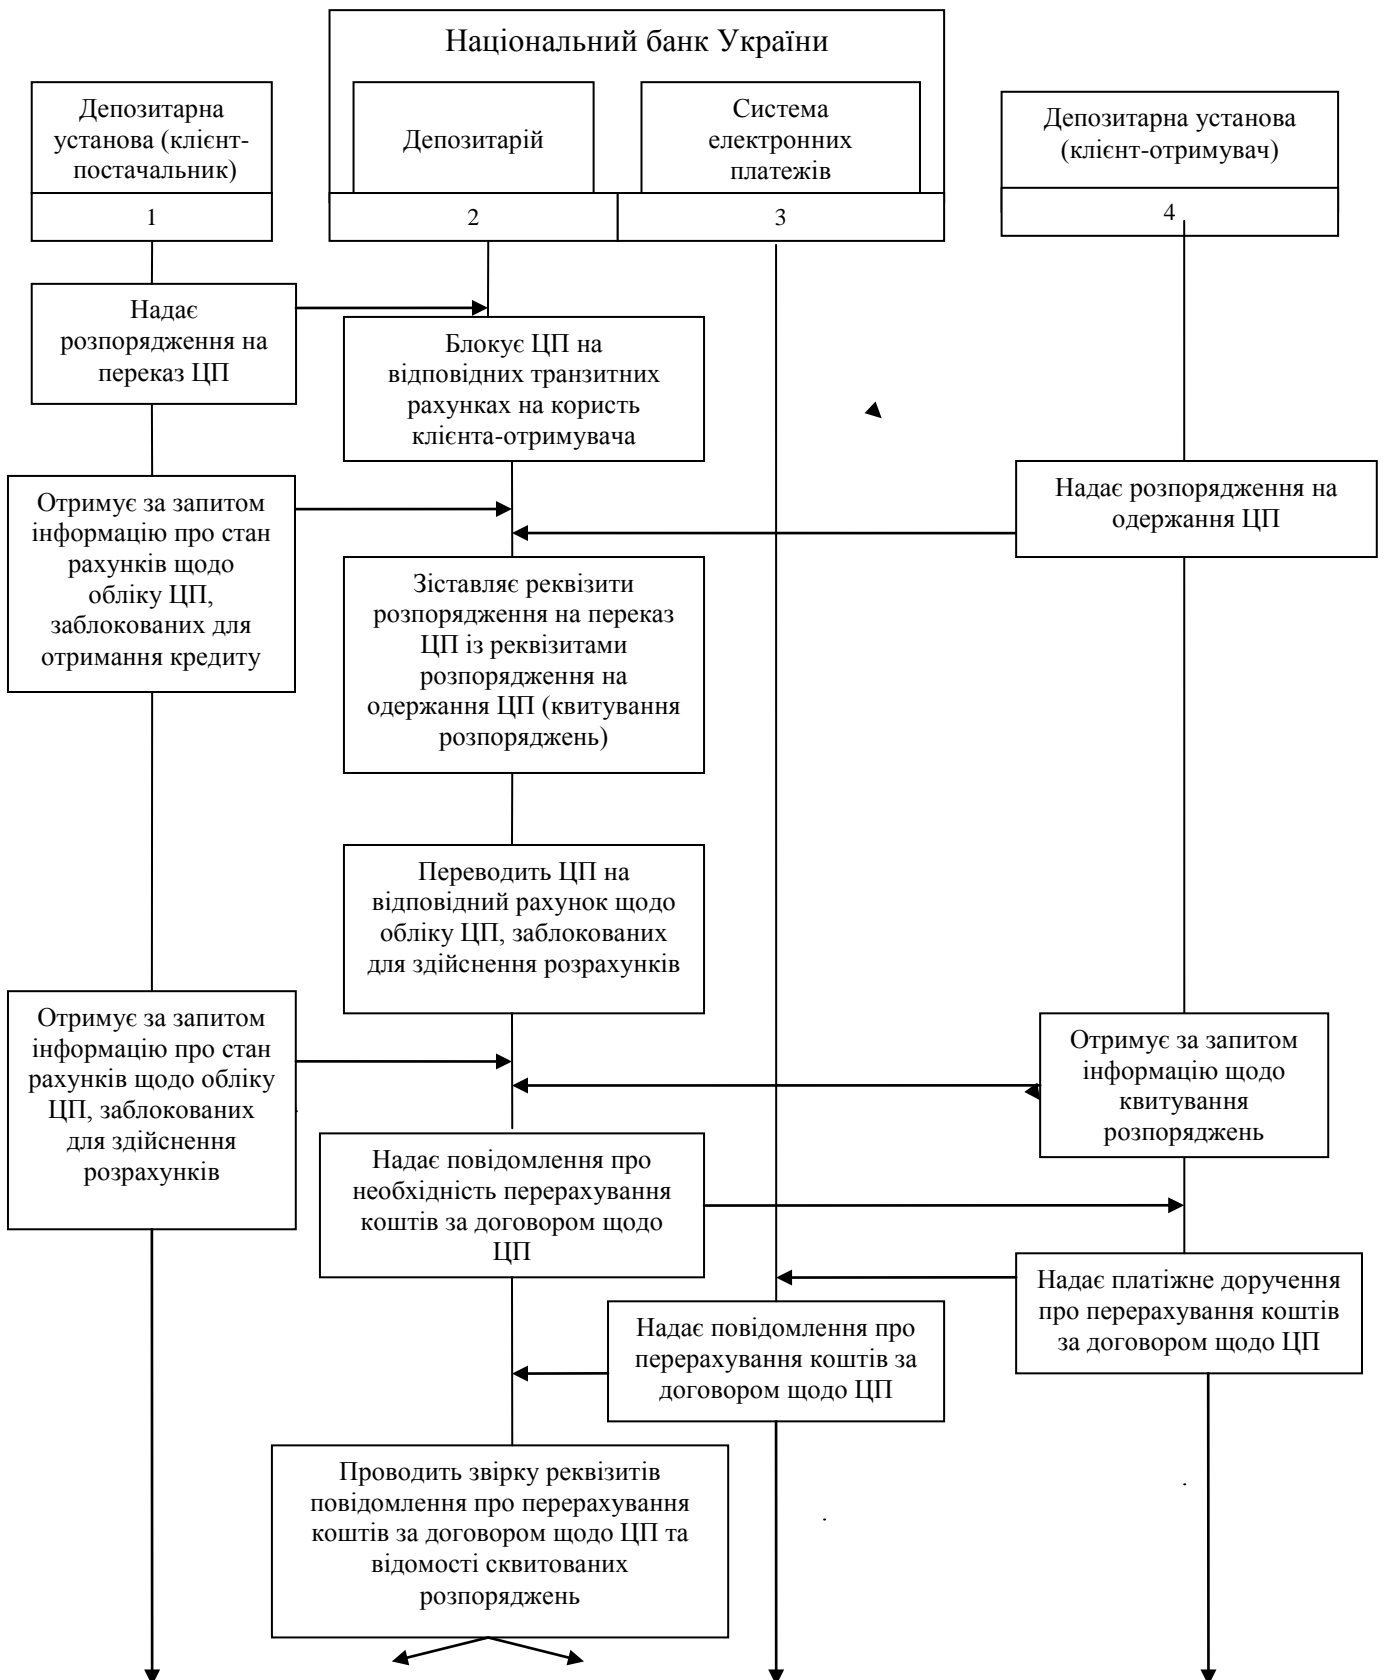 Національний банк України
Депозитарна
установа (клієнт-
постачальник)
Депозитарій
Система
електронних
платежів
Депозитарна установа
(клієнт-отримувач)
1
2
3
4
Надає
розпорядження на
переказ ЦП
Блокує ЦП на
відповідних транзитних
рахунках на користь
клієнта-отримувача
Отримує за запитом
інформацію про стан
рахунків щодо
обліку ЦП,
заблокованих для
отримання кредиту
Надає розпорядження на
одержання ЦП
Зіставляє реквізити
розпорядження на переказ
ЦП із реквізитами
розпорядження на
одержання ЦП (квитування
розпоряджень)
Переводить ЦП на
відповідний рахунок щодо
обліку ЦП, заблокованих
для здійснення розрахунків
Отримує за запитом
інформацію про стан
рахунків щодо обліку
ЦП, заблокованих
для здійснення
розрахунків
Отримує за запитом
інформацію щодо
квитування
розпоряджень
Надає повідомлення про
необхідність перерахування
коштів за договором щодо
ЦП
Надає платіжне доручення
про перерахування коштів
за договором щодо ЦП
Надає повідомлення про
перерахування коштів за
договором щодо ЦП
Проводить звірку реквізитів
повідомлення про перерахування
коштів за договором щодо ЦП та
відомості сквитованих
розпоряджень